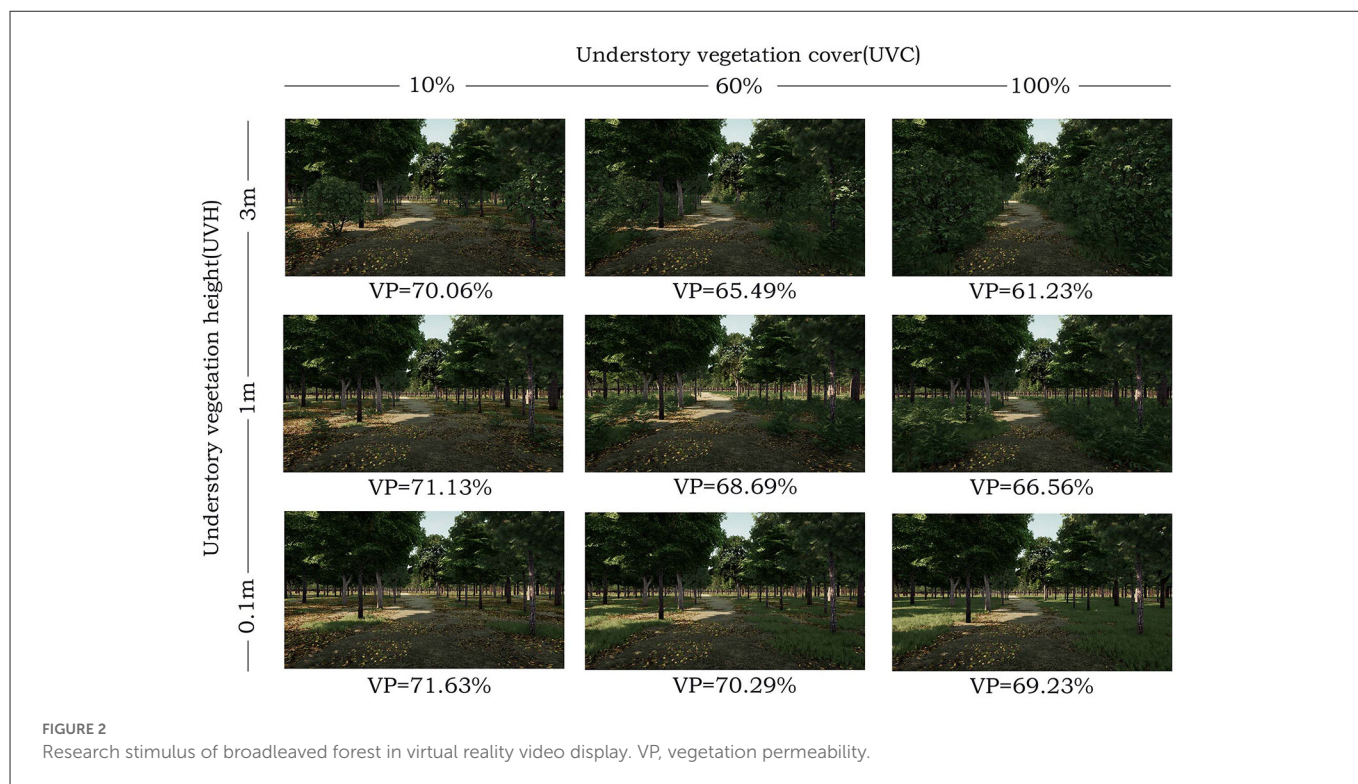 Understory vegetation cover(UVC)
10% 60% 100%
Understory vegetation height(UVH)
3m
VP=70.06% VP=65.49% VP=61.23%
1m
VP=71.13% VP=68.69% VP=66.56%
0.1m
VP=71.63% VP=70.29% VP=69.23%
FIGURE 2
Research stimulus of broadleaved forest in virtual reality video display. VP, vegetation permeability.